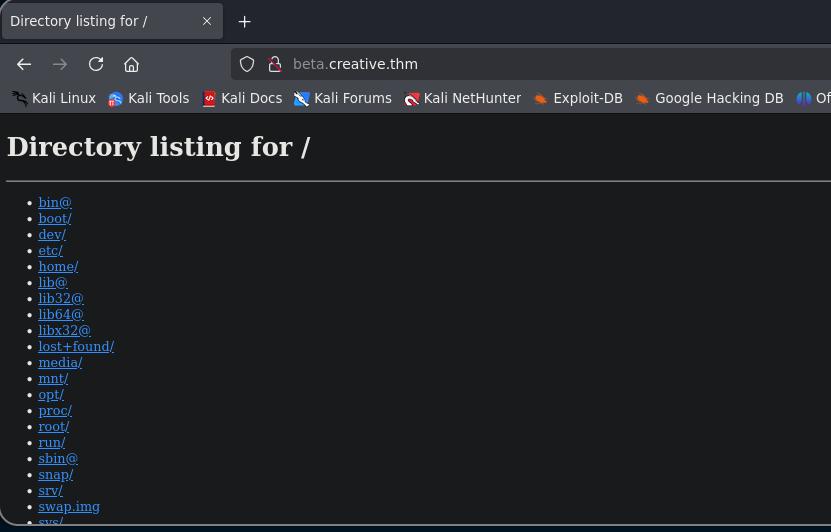 Directory listing for /
beta.creative.thm
Kali Linux Kali Tools Kali Docs Kali Forums Kali NetHunter Exploit-DB Google Hacking DB Of
Directory listing for /
bin@
boot/
dev/
etc/
home/
lib@
lib32@
lib64@
libx32@
lost+found/
media/
mnt/
opt/
proc/
root/
run/
sbin@
snap/
srv/
swap.img
sys/